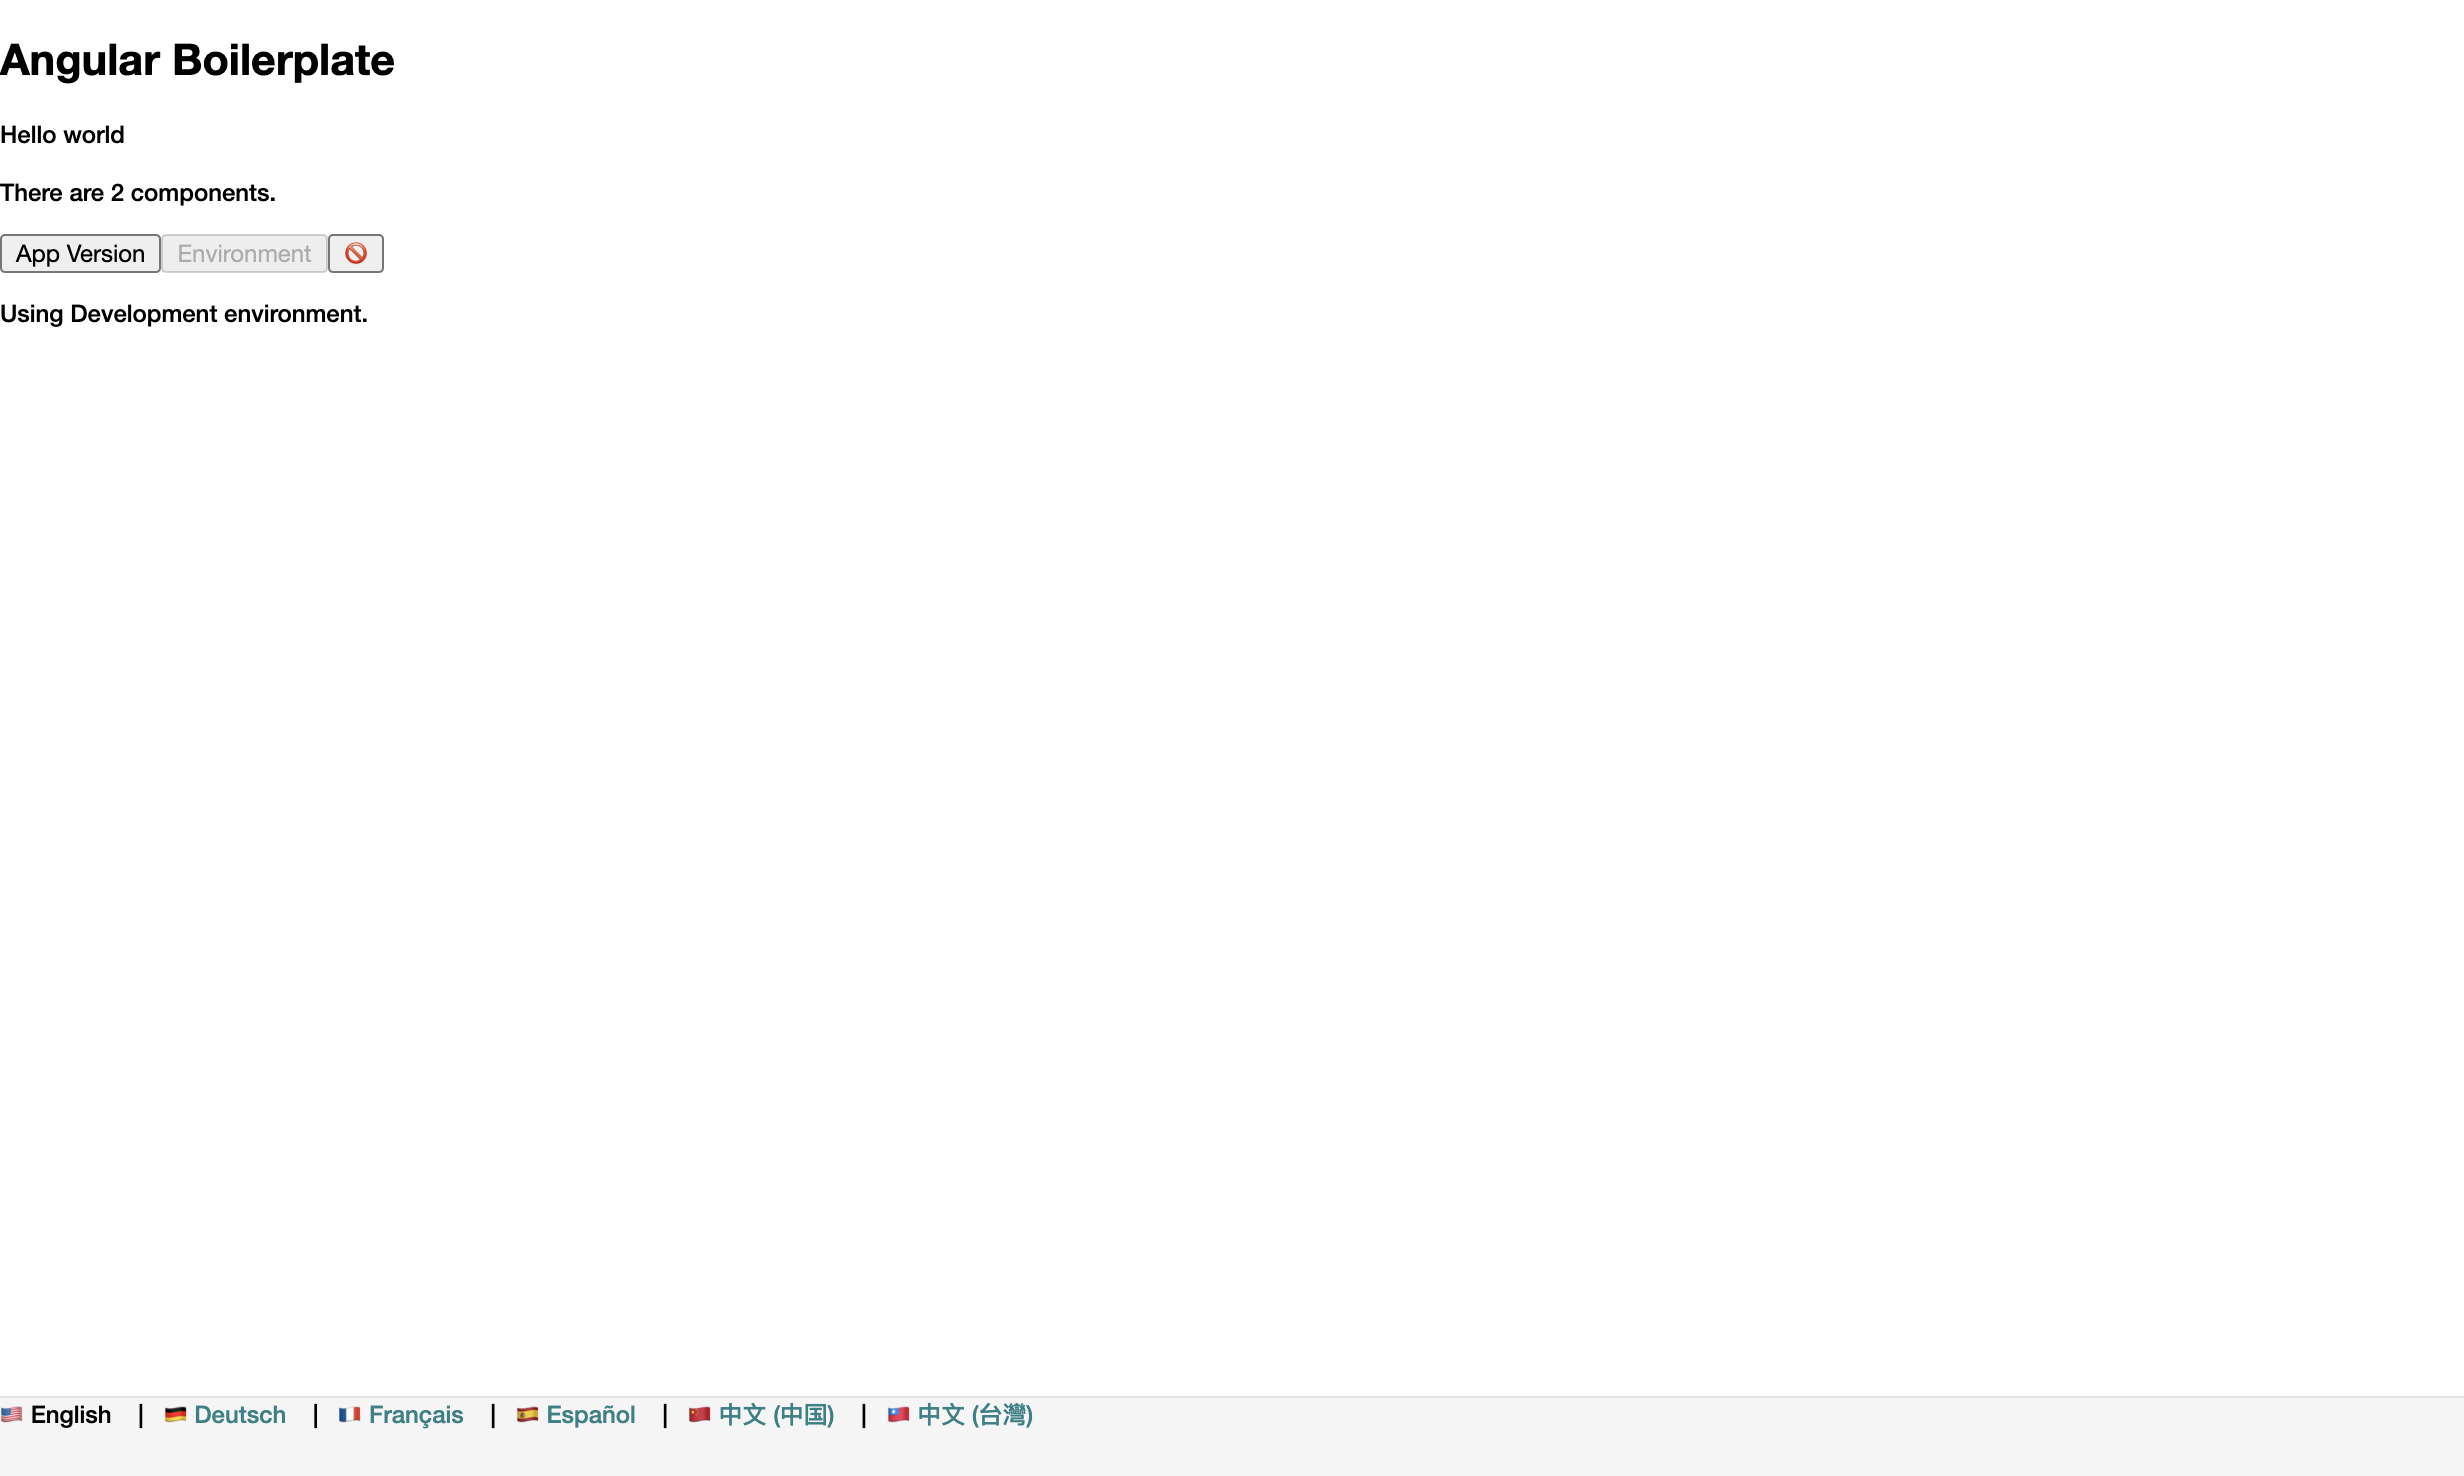 Angular Boilerplate
Hello world
There are 2 components.
App Version Environment 🚫
Using Development environment.
🇺🇸 English | 🇩🇪 Deutsch | 🇫🇷 Français | 🇪🇸 Español | 🇨🇳 中文 (中国) | 🇹🇼 中文 (台灣)